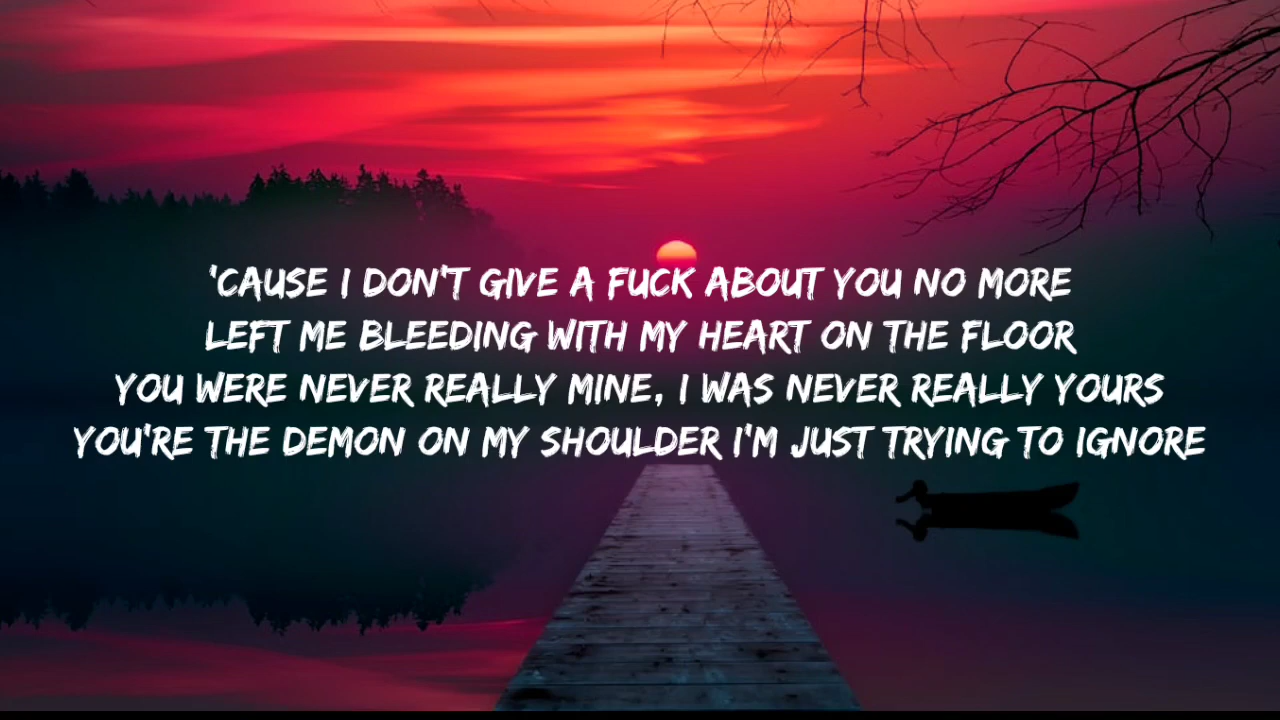 'CAUSE I DON'T GIVE A FUCK ABOUT YOU NO MORE
LEFT ME BLEEDING WITH MY HEART ON THE FLOOR
YOU WERE NEVER REALLY MINE, I WAS NEVER REALLY YOURS
YOU'RE THE DEMON ON MY SHOULDER I'M JUST TRYING TO IGNORE